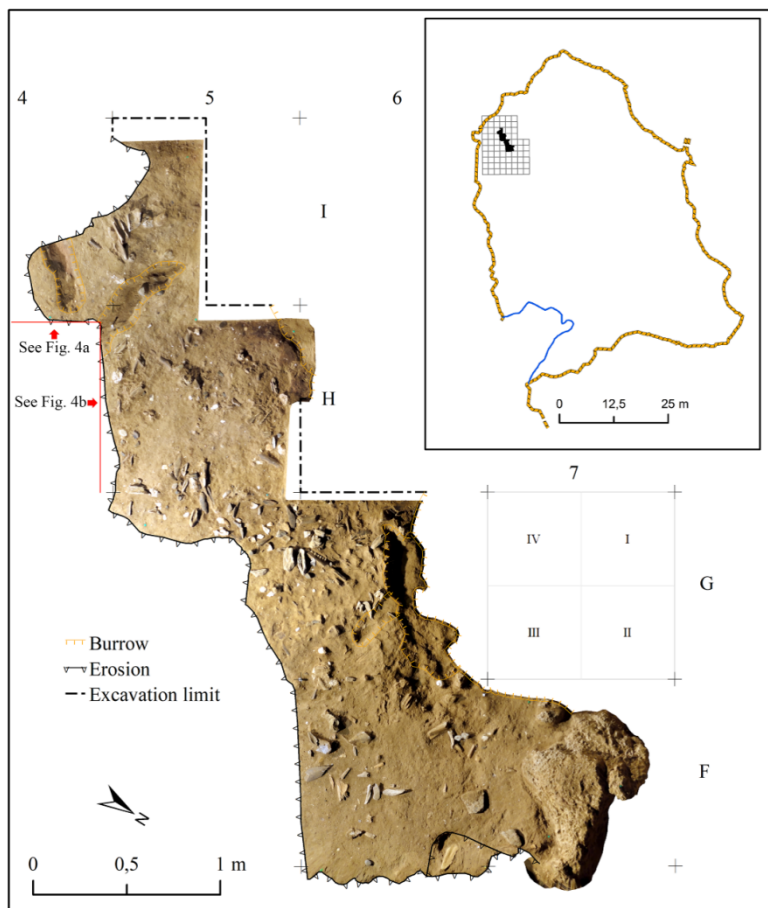 4 5 6
I
See Fig. 4a
See Fig. 4b
H
0 12,5 25 m
7
IV I
G
III II
Burrow
Erosion
Excavation limit
F
N
0 0,5 1 m